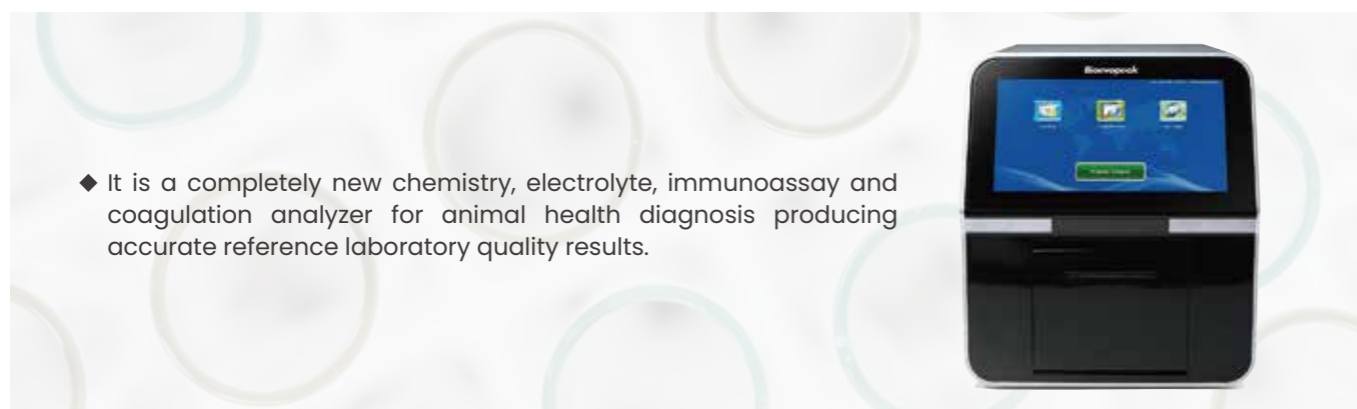 ◆ It is a completely new chemistry, electrolyte, immunoassay and
coagulation analyzer for animal health diagnosis producing
accurate reference laboratory quality results.